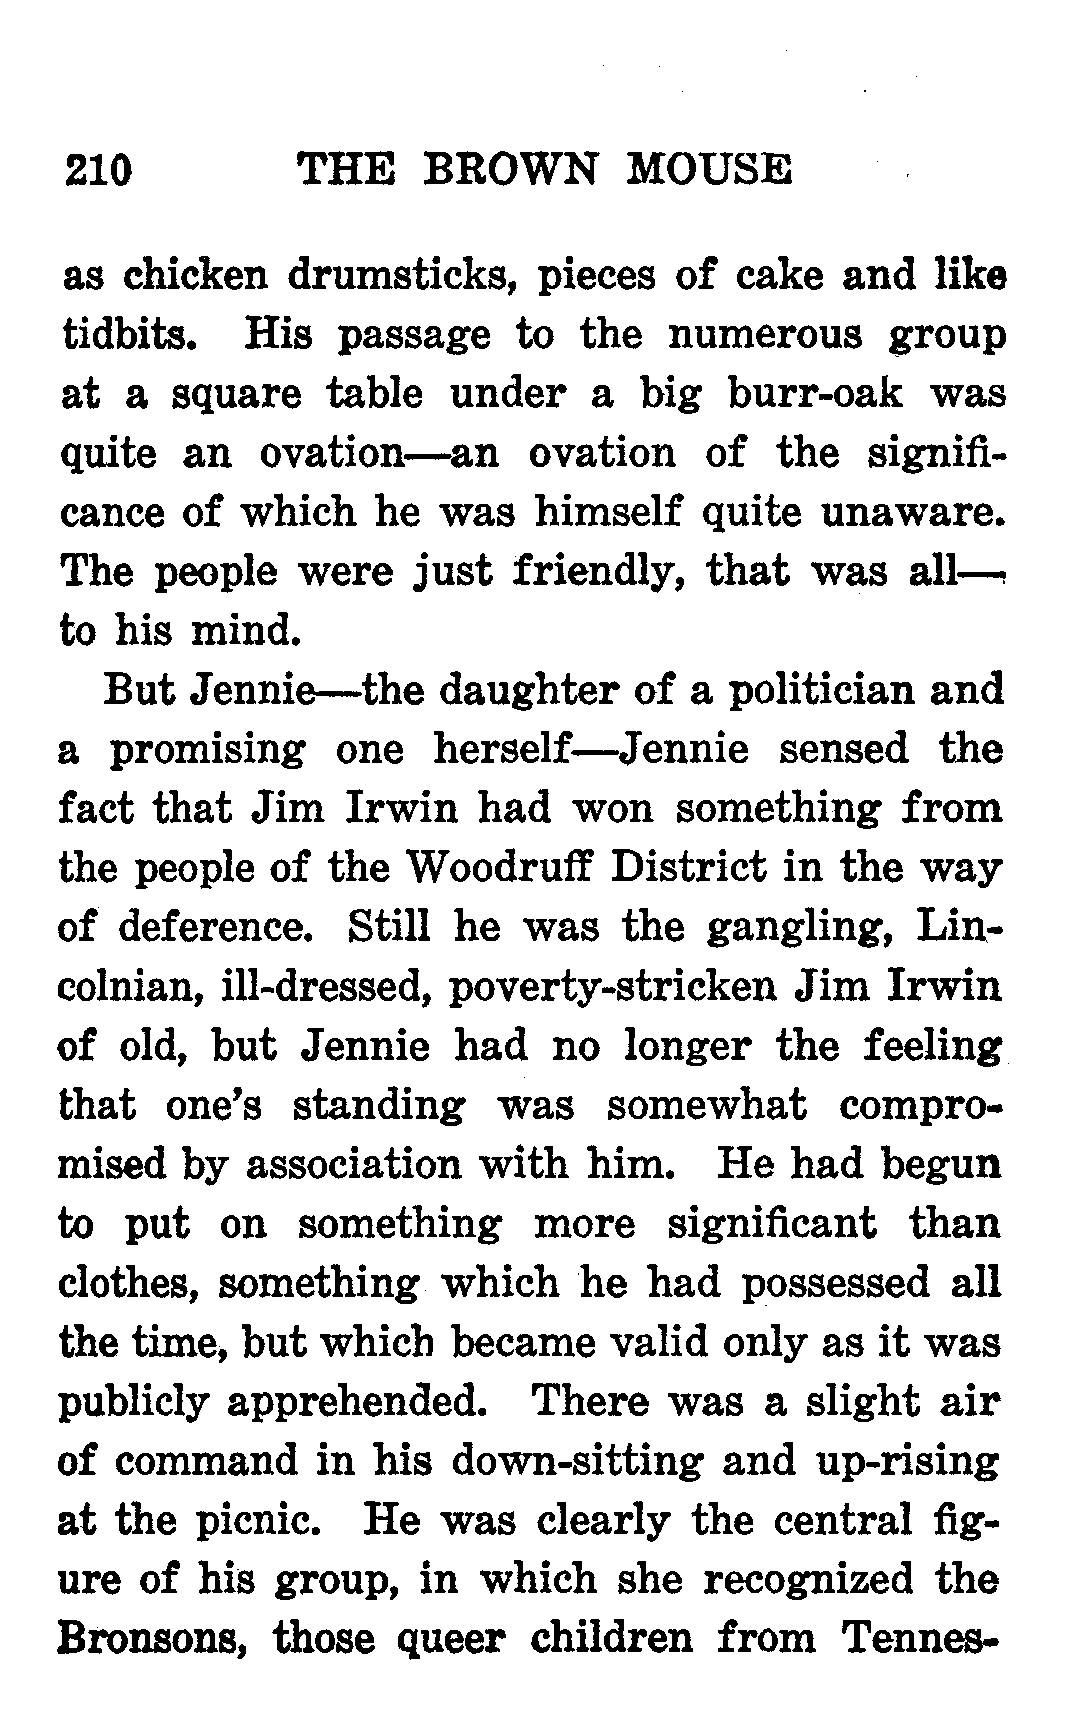 210 THE BROWN MOUSE
as chicken drumsticks, pieces of cake and like
tidbits. His passage to the numerous group
at a square table under a big burr-oak was
quite an ovation—an ovation of the signifi-
cance of which he was himself quite unaware.
The people were just friendly, that was all—
to his mind.
But Jennie—the daughter of a politician and
a promising one herself—Jennie sensed the
fact that Jim Irwin had won something from
the people of the Woodruff District in the way
of deference. Still he was the gangling, Lin-
colnian, ill-dressed, poverty-stricken Jim Irwin
of old, but Jennie had no longer the feeling
that one's standing was somewhat compro-
mised by association with him. He had begun
to put on something more significant than
clothes, something which he had possessed all
the time, but which became valid only as it was
publicly apprehended. There was a slight air
of command in his down-sitting and up-rising
at the picnic. He was clearly the central fig-
ure of his group, in which she recognized the
Bronsons, those queer children from Tennes-